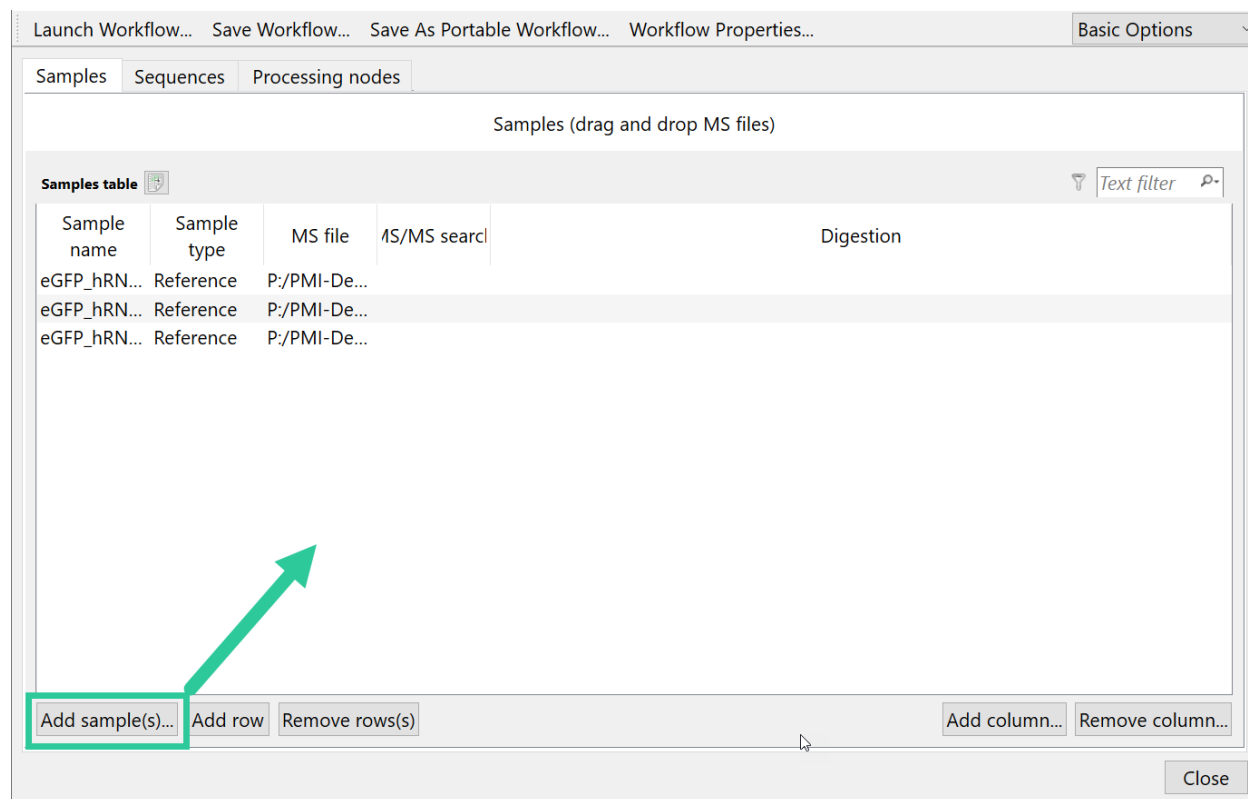 Launch Workflow... Save Workflow... Save As Portable Workflow... Workflow Properties... Basic Options
Samples Sequences Processing nodes
Samples (drag and drop MS files)
Samples table Text filter
Sample name Sample type MS file MS/MS search Digestion
eGFP_hRN... Reference P:/PMI-De...
eGFP_hRN... Reference P:/PMI-De...
eGFP_hRN... Reference P:/PMI-De...
Add sample(s)... Add row Remove rows(s) Add column... Remove column...
Close